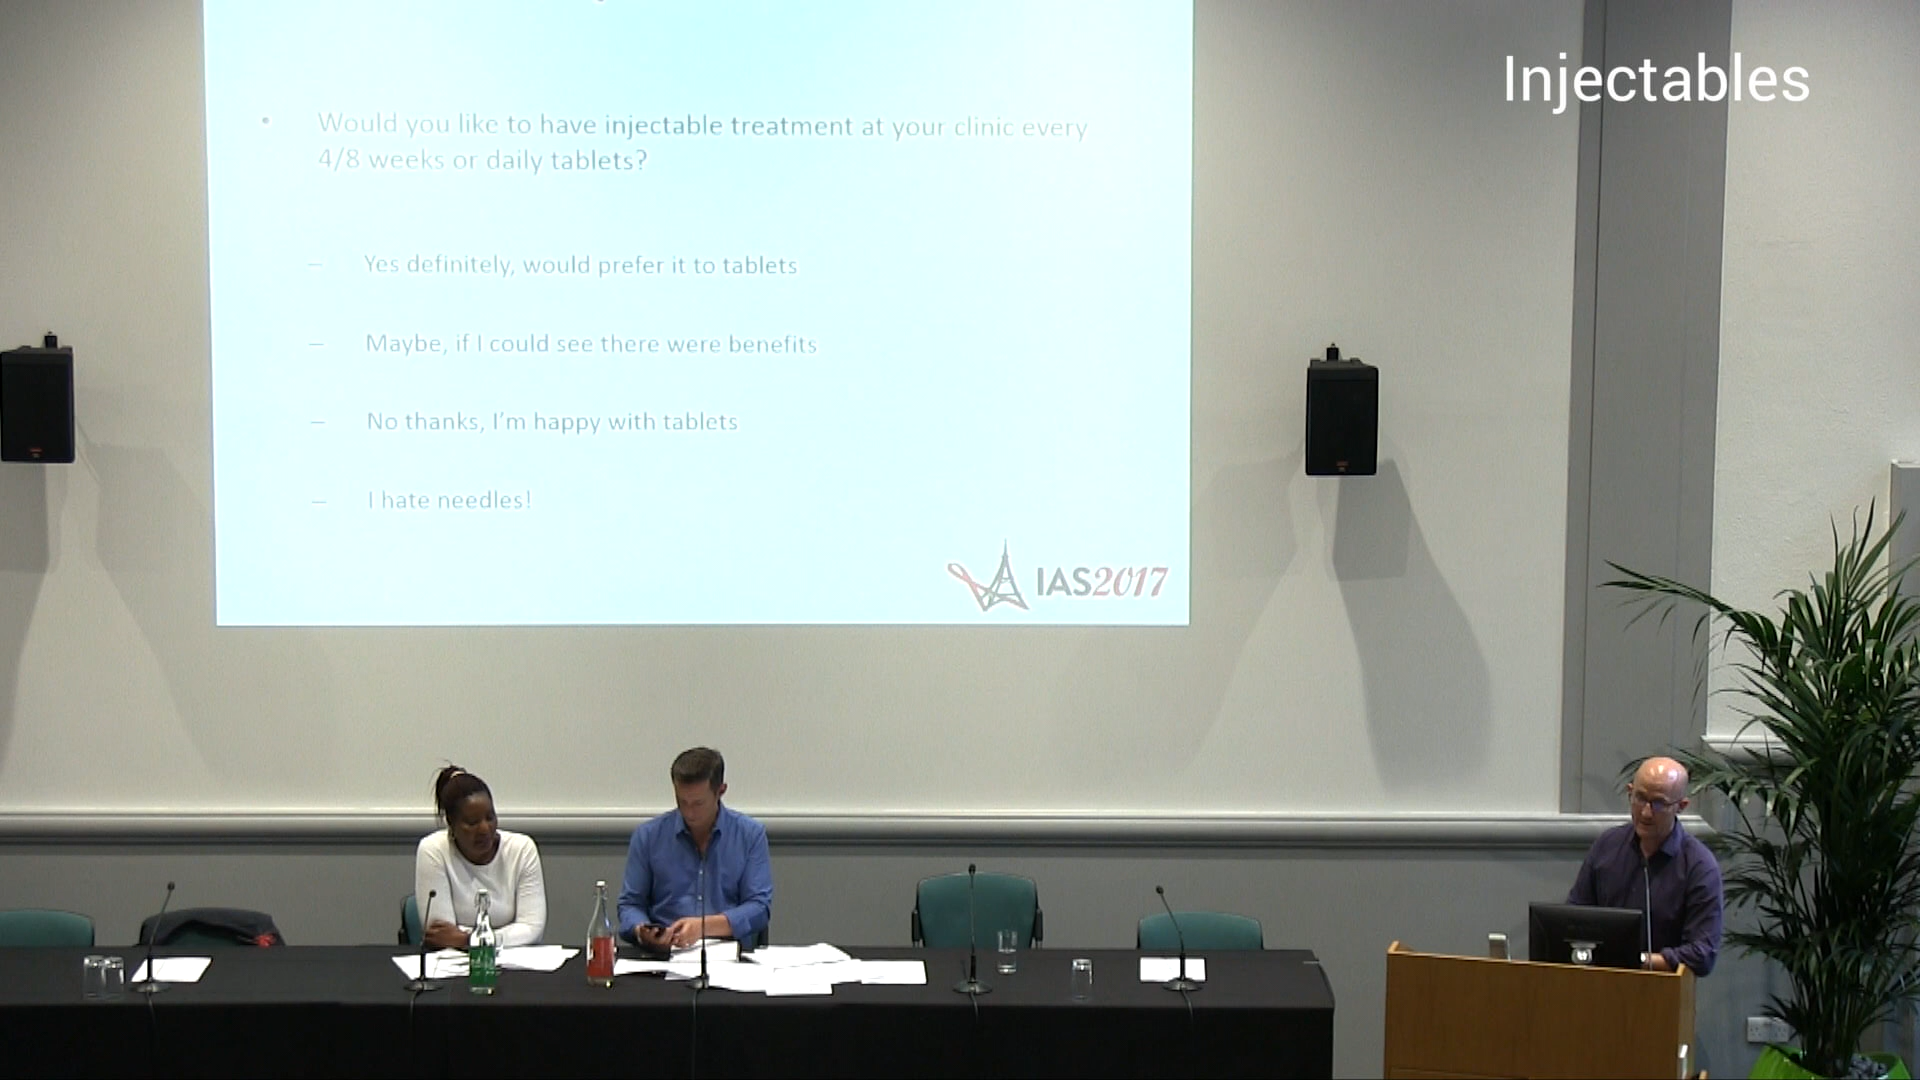 Injectables
• Would you like to have injectable treatment at your clinic every
4/8 weeks or daily tablets?
– Yes definitely, would prefer it to tablets
– Maybe, if I could see there were benefits
– No thanks, I'm happy with tablets
– I hate needles!
IAS2017